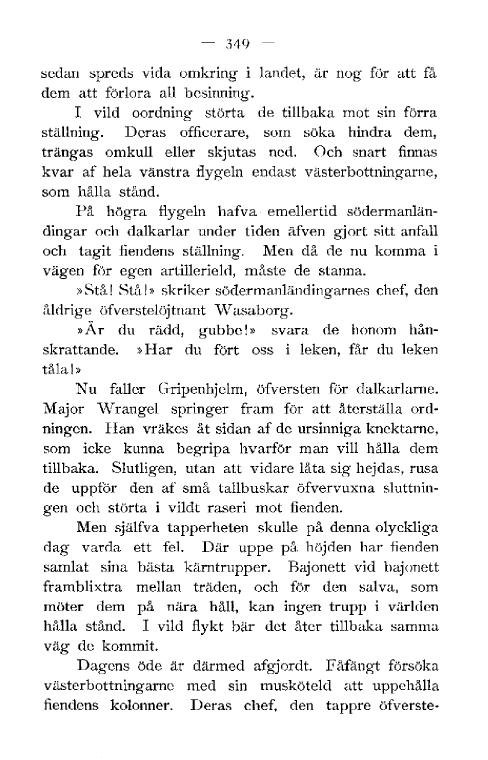 — 349 —
sedan spreds vida omkring i landet, är nog för att få
dem att förlora all besinning.
I vild oordning störta de tillbaka mot sin förra
ställning. Deras officerare, som söka hindra dem,
trängas omkull eller skjutas ned. Och snart finnas
kvar af hela vänstra flygeln endast västerbottningarne,
som hålla stånd.
På högra flygeln hafva emellertid södermanlän-
dingar och dalkarlar under tiden äfven gjort sitt anfall
och tagit fiendens ställning. Men då de nu komma i
vägen för egen artillerield, måste de stanna.
»Stå! Stå!» skriker södermanländingarnes chef, den
åldrige öfverstelöjtnant Wasaborg.
»Är du rädd, gubbe!» svara de honom hån-
skrattande. »Har du fört oss i leken, får du leken
tåla!»
Nu faller Gripenhjelm, öfversten för dalkarlarne.
Major Wrangel springer fram för att återställa ord-
ningen. Han vräkes åt sidan af de ursinniga knektarne,
som icke kunna begripa hvarför man vill hålla dem
tillbaka. Slutligen, utan att vidare låta sig hejdas, rusa
de uppför den af små tallbuskar öfvervuxna sluttnin-
gen och störta i vildt raseri mot fienden.
Men själfva tapperheten skulle på denna olyckliga
dag varda ett fel. Där uppe på höjden har fienden
samlat sina bästa kärntrupper. Bajonett vid bajonett
framblixtra mellan träden, och för den salva, som
möter dem på nära håll, kan ingen trupp i världen
hålla stånd. I vild flykt bär det åter tillbaka samma
väg de kommit.
Dagens öde är därmed afgjordt. Fåfängt försöka
västerbottningarne med sin musköteld att uppehålla
fiendens kolonner. Deras chef, den tappre öfverste-